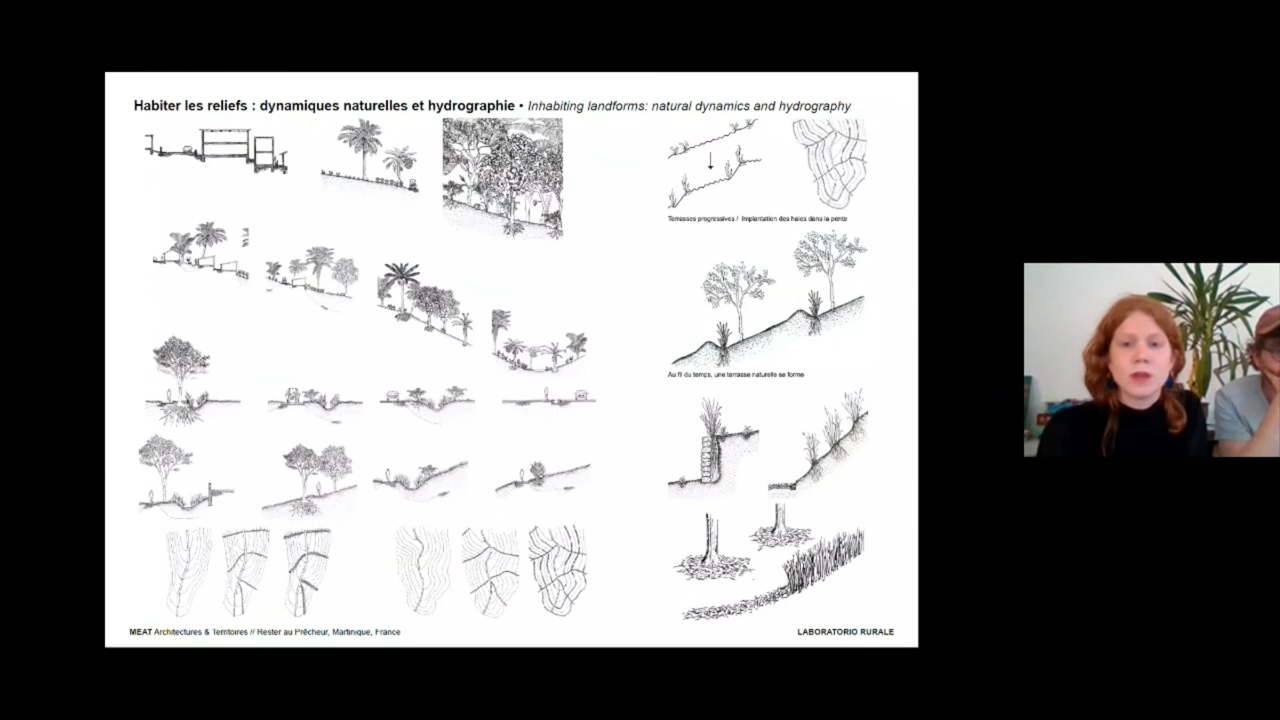 Habiter les reliefs : dynamiques naturelles et hydrographie • Inhabiting landforms: natural dynamics and hydrography
Terrasses progressives / Implantation des haies dans la pente
Au fil du temps, une terrasse naturelle se forme
MEAT Architectures & Territoires // Rester au Prêcheur, Martinique, France
LABORATORIO RURALE